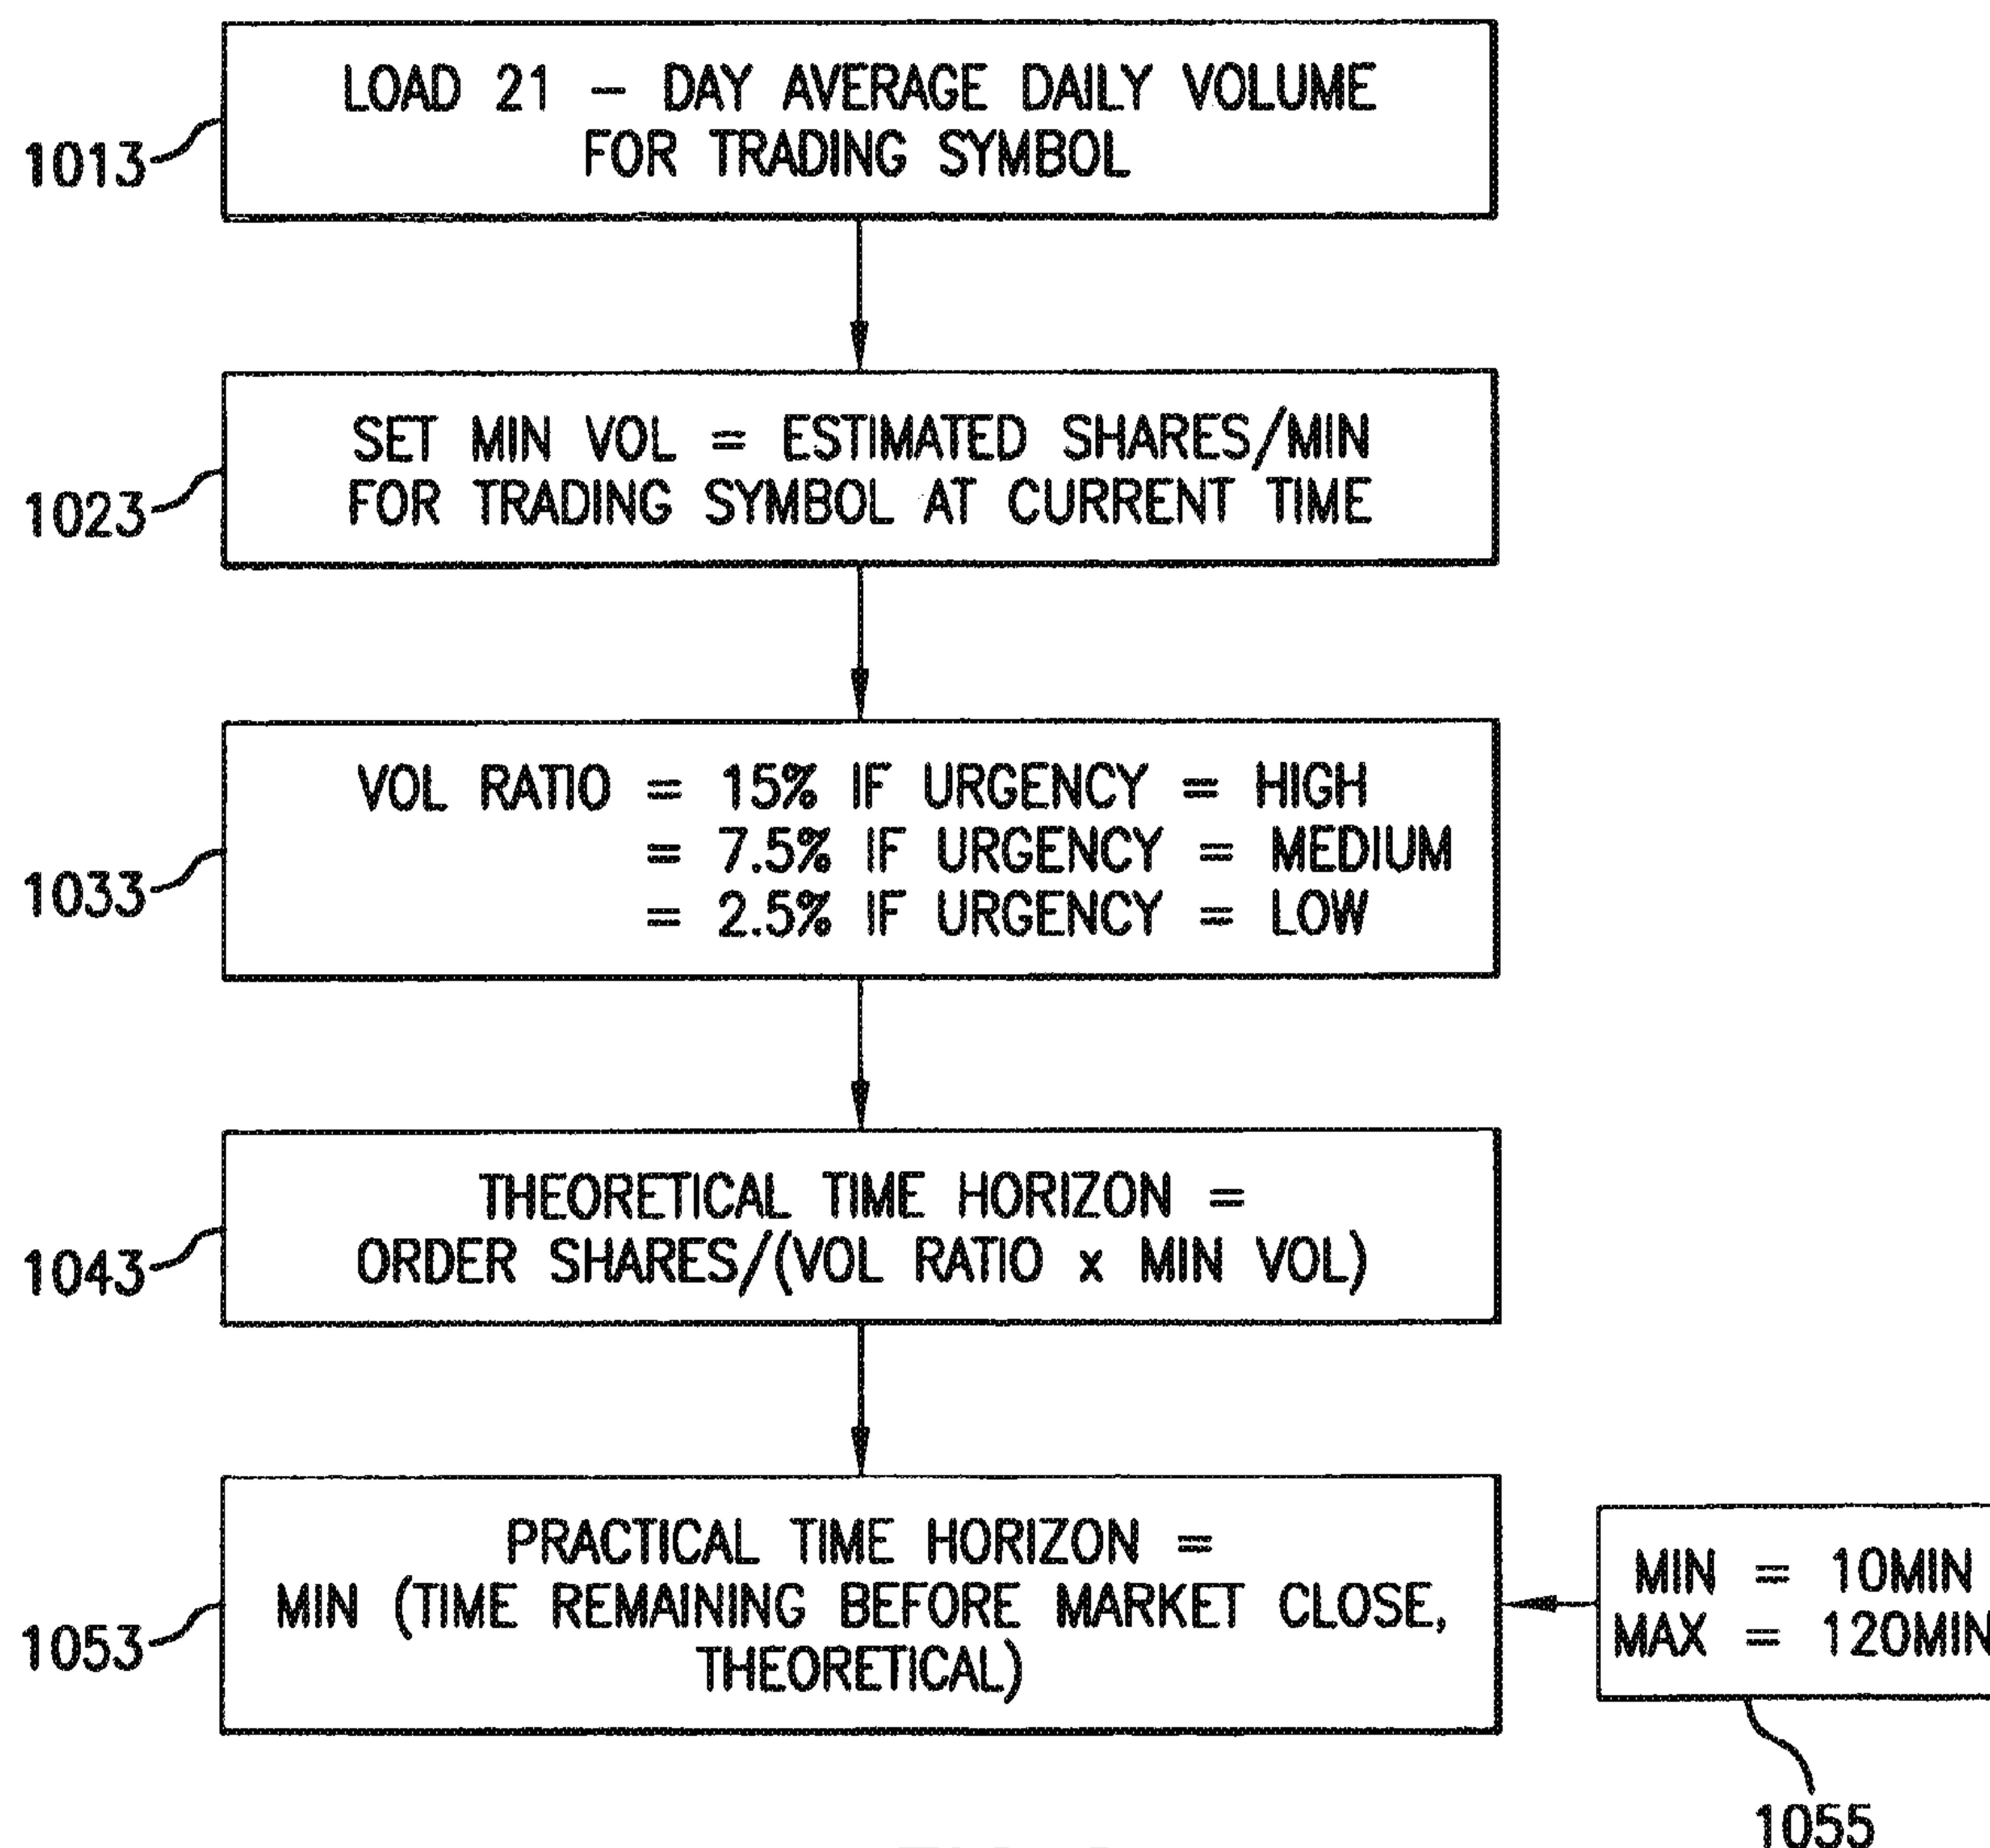 LOAD 21 - DAY AVERAGE DAILY VOLUME
FOR TRADING SYMBOL
1013
SET MIN VOL = ESTIMATED SHARES/MIN
FOR TRADING SYMBOL AT CURRENT TIME
1023
VOL RATIO = 15% IF URGENCY = HIGH
= 7.5% IF URGENCY = MEDIUM
= 2.5% IF URGENCY = LOW
1033
THEORETICAL TIME HORIZON =
ORDER SHARES/(VOL RATIO x MIN VOL)
1043
PRACTICAL TIME HORIZON =
MIN (TIME REMAINING BEFORE MARKET CLOSE,
THEORETICAL)
1053
MIN = 10MIN
MAX = 120MIN
1055